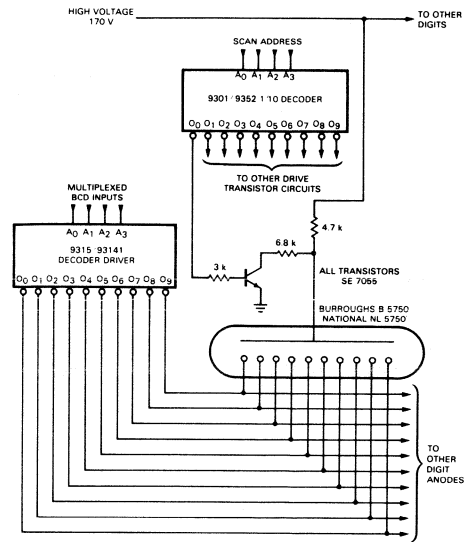 HIGH VOLTAGE
170 V
TO OTHER
DIGITS
SCAN ADDRESS
A0 A1 A2 A3
9301/9352 1/10 DECODER
O0 O1 O2 O3 O4 O5 O6 O7 O8 O9
TO OTHER DRIVE
TRANSISTOR CIRCUITS
MULTIPLEXED
BCD INPUTS
A0 A1 A2 A3
9315/93141
DECODER DRIVER
O0 O1 O2 O3 O4 O5 O6 O7 O8 O9
4.7 k
6.8 k
3 k
ALL TRANSISTORS
SE 7055
BURROUGHS B 5750
NATIONAL NL 5750
TO
OTHER
DIGIT
ANODES